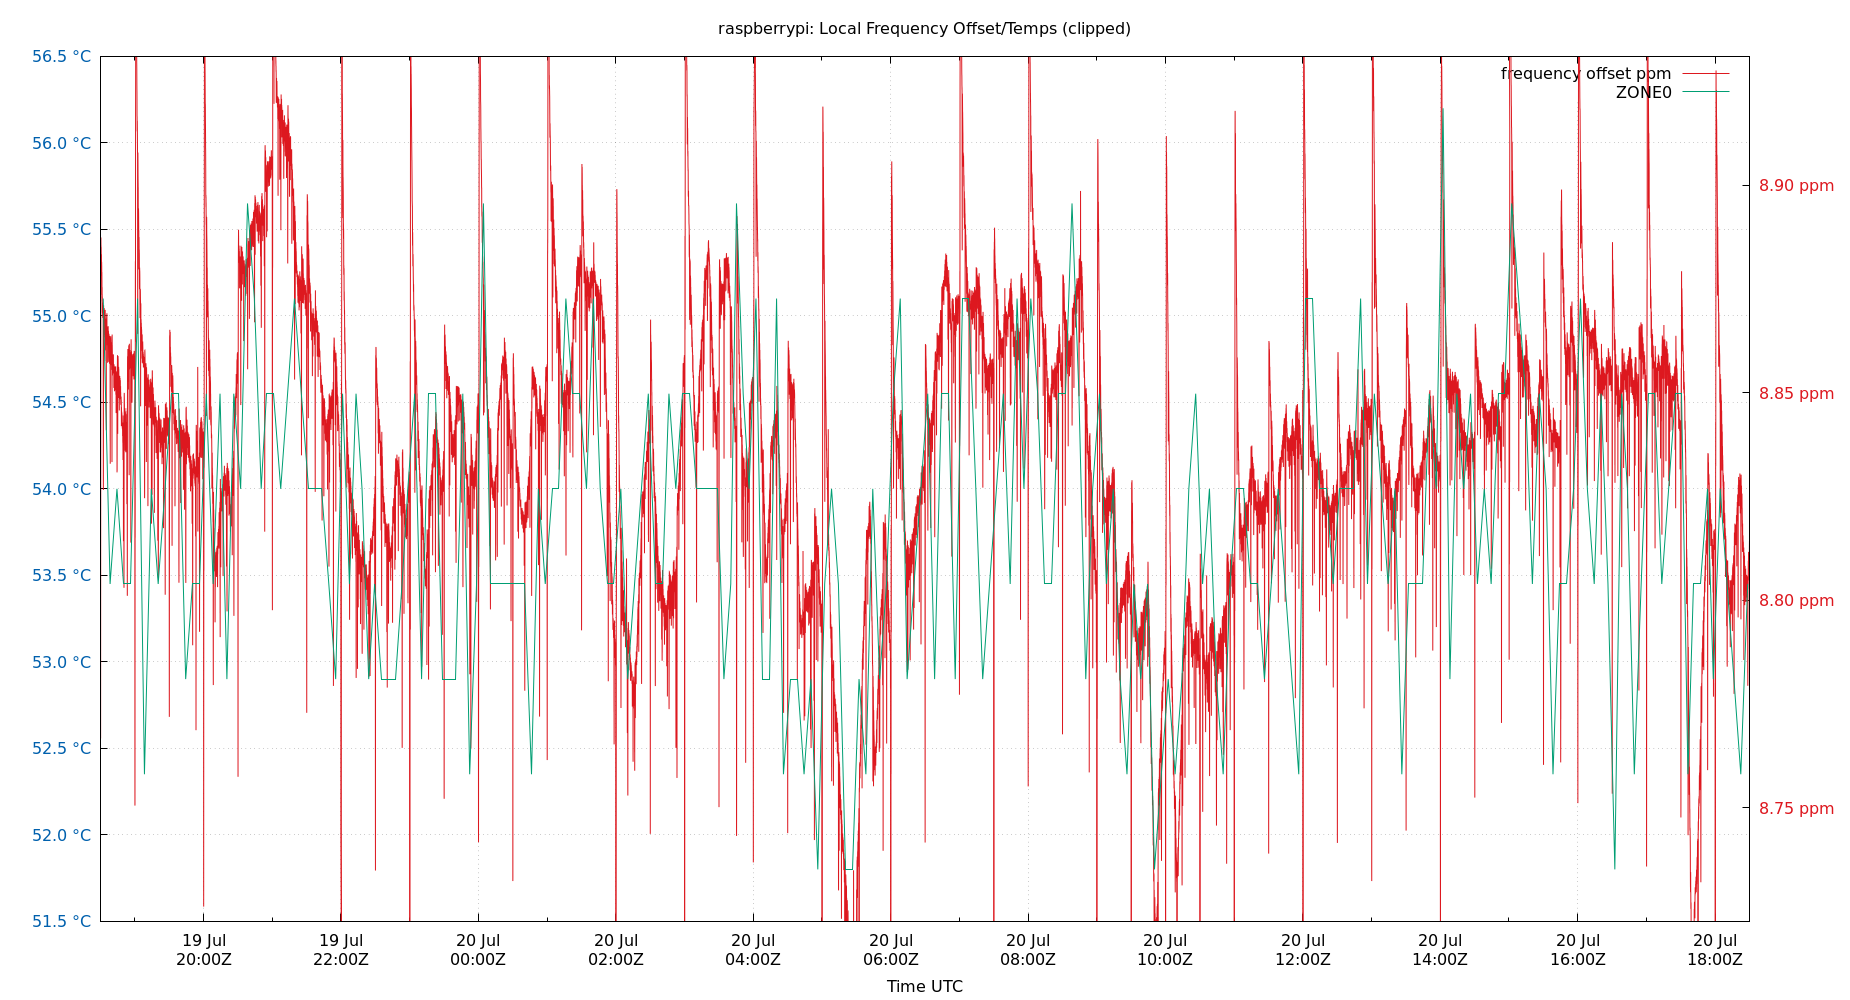 raspberrypi: Local Frequency Offset/Temps (clipped)
56.5 °C
56.0 °C
55.5 °C
55.0 °C
54.5 °C
54.0 °C
53.5 °C
53.0 °C
52.5 °C
52.0 °C
51.5 °C
frequency offset ppm
ZONE0
8.90 ppm
8.85 ppm
8.80 ppm
8.75 ppm
19 Jul 19 Jul 20 Jul 20 Jul 20 Jul 20 Jul 20 Jul 20 Jul 20 Jul 20 Jul 20 Jul 20 Jul
20:00Z 22:00Z 00:00Z 02:00Z 04:00Z 06:00Z 08:00Z 10:00Z 12:00Z 14:00Z 16:00Z 18:00Z
Time UTC